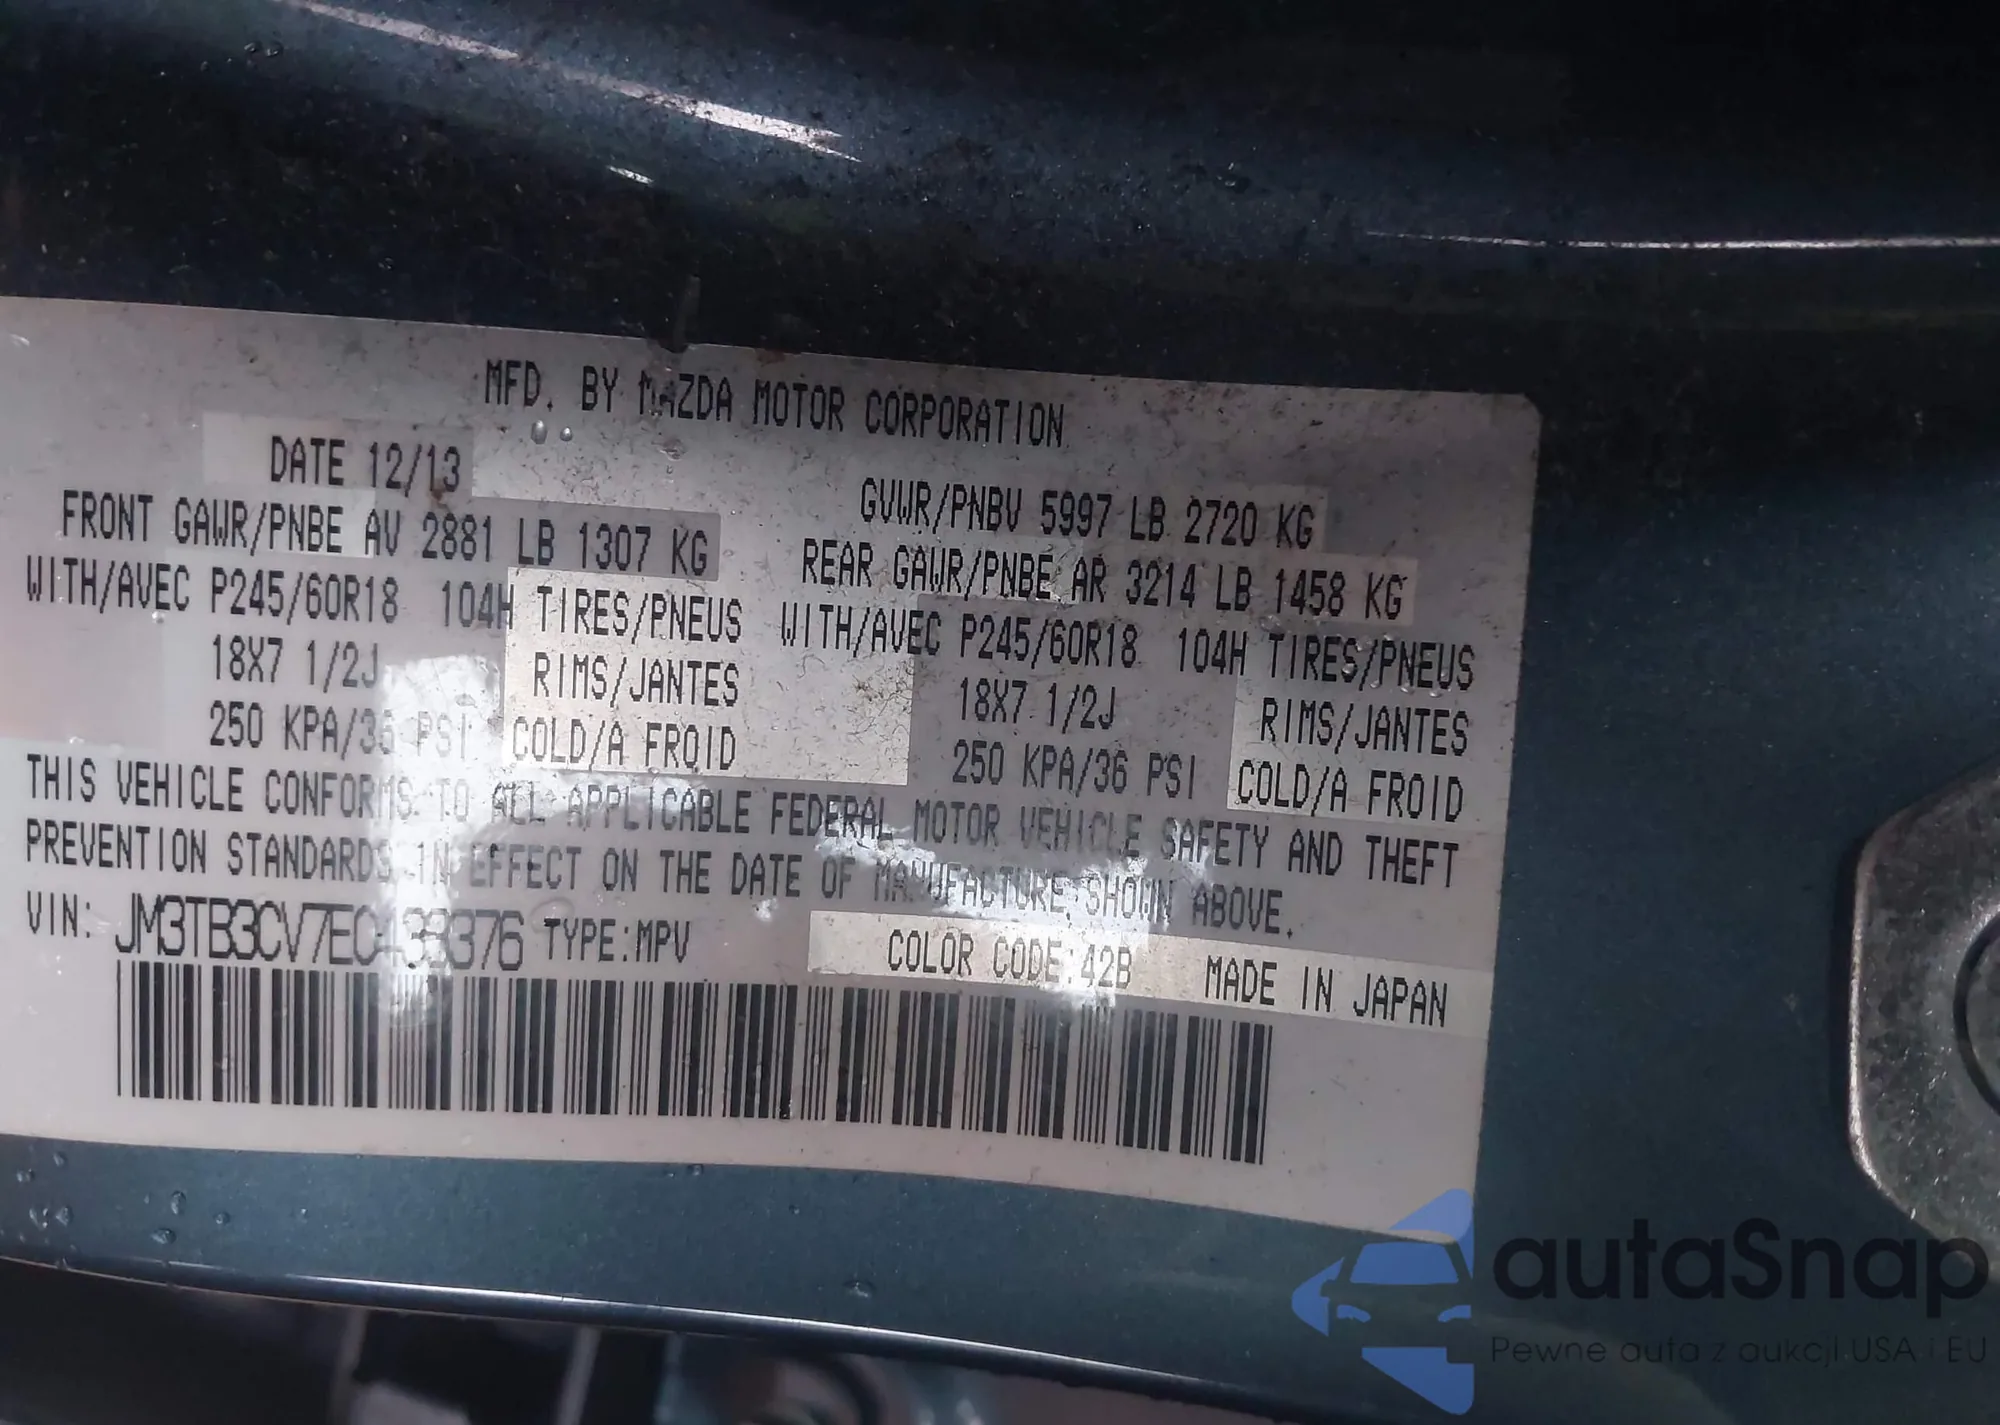 MFD. BY MAZDA MOTOR CORPORATION
DATE 12/13 GVWR/PNBV 5997 LB 2720 KG
FRONT GAWR/PNBE AV 2881 LB 1307 KG REAR GAWR/PNBE AR 3214 LB 1458 KG
WITH/AVEC P245/60R18 104H TIRES/PNEUS WITH/AVEC P245/60R18 104H TIRES/PNEUS
18X7 1/2J RIMS/JANTES 18X7 1/2J RIMS/JANTES
250 KPA/36 PSI COLD/A FROID 250 KPA/36 PSI COLD/A FROID
THIS VEHICLE CONFORMS TO ALL APPLICABLE FEDERAL MOTOR VEHICLE SAFETY AND THEFT
PREVENTION STANDARDS IN EFFECT ON THE DATE OF MANUFACTURE SHOWN ABOVE.
VIN: JM3TB3CV7E0433376 TYPE:MPV COLOR CODE:42B MADE IN JAPAN
autaSnap
Pewne auta z aukcji USA i EU